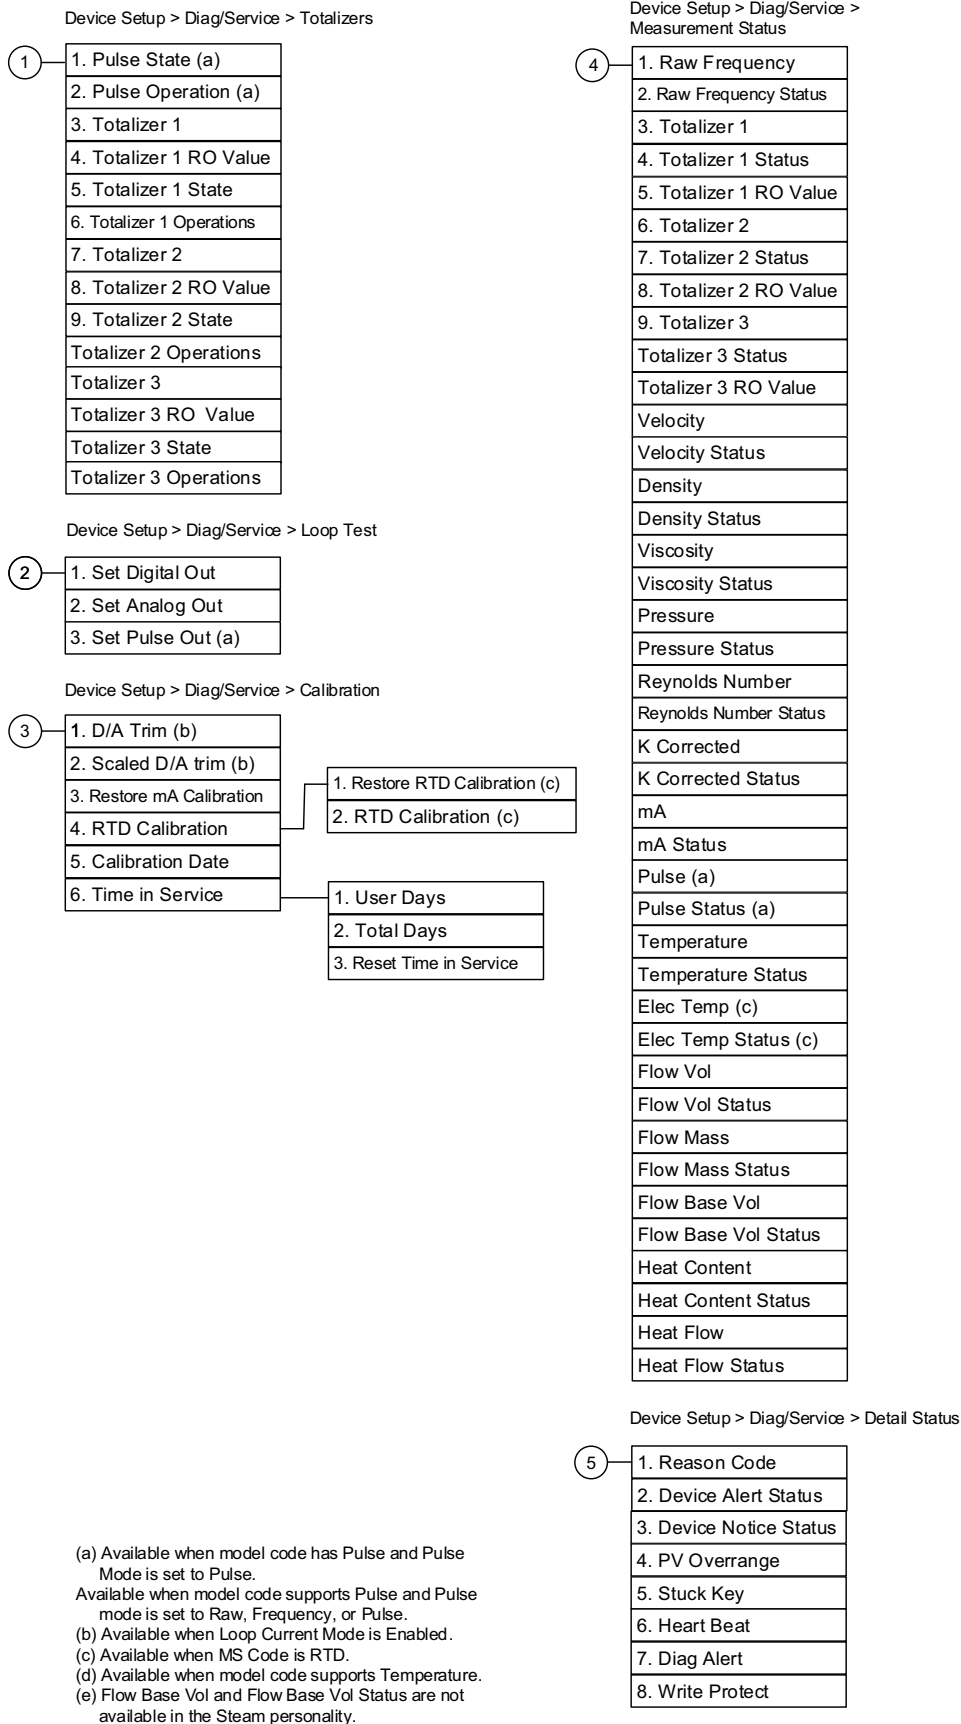 Device Setup > Diag/Service > Totalizers
1
1. Pulse State (a)
2. Pulse Operation (a)
3. Totalizer 1
4. Totalizer 1 RO Value
5. Totalizer 1 State
6. Totalizer 1 Operations
7. Totalizer 2
8. Totalizer 2 RO Value
9. Totalizer 2 State
Totalizer 2 Operations
Totalizer 3
Totalizer 3 RO Value
Totalizer 3 State
Totalizer 3 Operations
Device Setup > Diag/Service > Loop Test
2
1. Set Digital Out
2. Set Analog Out
3. Set Pulse Out (a)
Device Setup > Diag/Service > Calibration
3
1. D/A Trim (b)
2. Scaled D/A trim (b)
3. Restore mA Calibration
4. RTD Calibration
5. Calibration Date
6. Time in Service
1. Restore RTD Calibration (c)
2. RTD Calibration (c)
1. User Days
2. Total Days
3. Reset Time in Service
Device Setup > Diag/Service >
Measurement Status
4
1. Raw Frequency
2. Raw Frequency Status
3. Totalizer 1
4. Totalizer 1 Status
5. Totalizer 1 RO Value
6. Totalizer 2
7. Totalizer 2 Status
8. Totalizer 2 RO Value
9. Totalizer 3
Totalizer 3 Status
Totalizer 3 RO Value
Velocity
Velocity Status
Density
Density Status
Viscosity
Viscosity Status
Pressure
Pressure Status
Reynolds Number
Reynolds Number Status
K Corrected
K Corrected Status
mA
mA Status
Pulse (a)
Pulse Status (a)
Temperature
Temperature Status
Elec Temp (c)
Elec Temp Status (c)
Flow Vol
Flow Vol Status
Flow Mass
Flow Mass Status
Flow Base Vol
Flow Base Vol Status
Heat Content
Heat Content Status
Heat Flow
Heat Flow Status
Device Setup > Diag/Service > Detail Status
5
1. Reason Code
2. Device Alert Status
3. Device Notice Status
4. PV Overrange
5. Stuck Key
6. Heart Beat
7. Diag Alert
8. Write Protect
(a) Available when model code has Pulse and Pulse
Mode is set to Pulse.
Available when model code supports Pulse and Pulse
mode is set to Raw, Frequency, or Pulse.
(b) Available when Loop Current Mode is Enabled.
(c) Available when MS Code is RTD.
(d) Available when model code supports Temperature.
(e) Flow Base Vol and Flow Base Vol Status are not
available in the Steam personality.